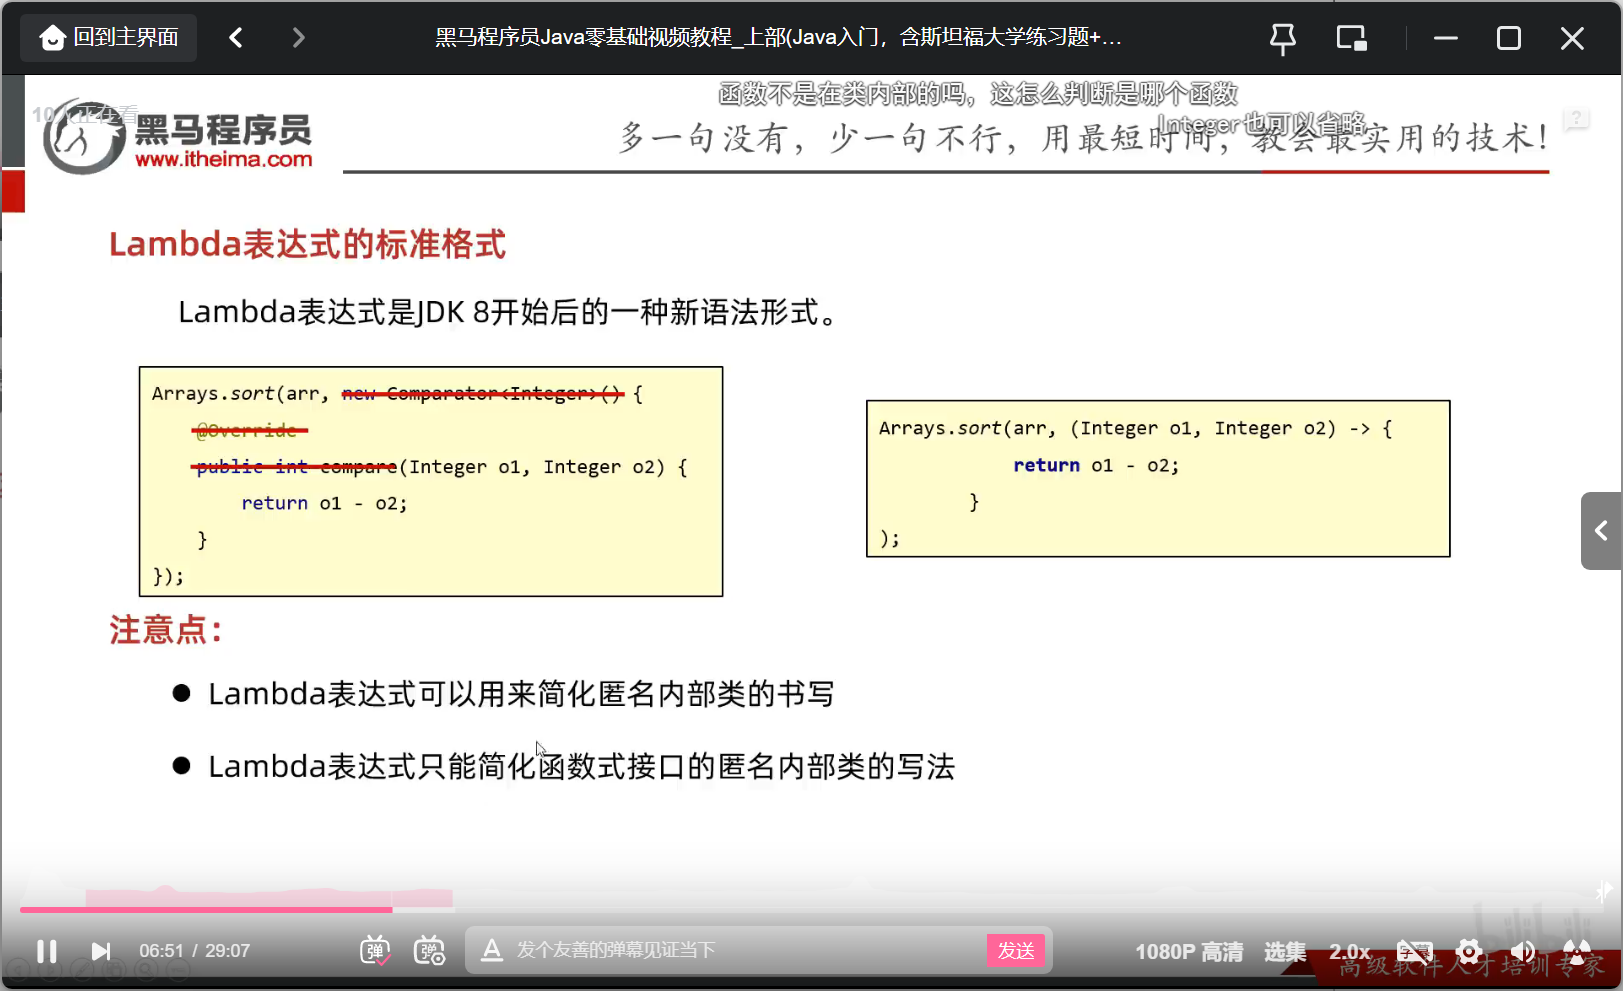 回到主界面
黑马程序员Java零基础视频教程_上部(Java入门，含斯坦福大学练习题+...
函数不是在类内部的吗，这怎么判断是哪个函数
10人正在看
Integer也可以省略
黑马程序员
www.itheima.com
多一句没有，少一句不行，用最短时间，教会最实用的技术！
Lambda表达式的标准格式
Lambda表达式是JDK 8开始后的一种新语法形式。
Arrays.sort(arr, new Comparator<Integer>() {
@Override
public int compare(Integer o1, Integer o2) {
return o1 - o2;
}
});
Arrays.sort(arr, (Integer o1, Integer o2) -> {
return o1 - o2;
}
);
注意点：
● Lambda表达式可以用来简化匿名内部类的书写
● Lambda表达式只能简化函数式接口的匿名内部类的写法
bilibili
06:51 / 29:07
弹
弹
A
发个友善的弹幕见证当下
发送
1080P 高清
选集
2.0x
字幕
高级软件人才培训专家